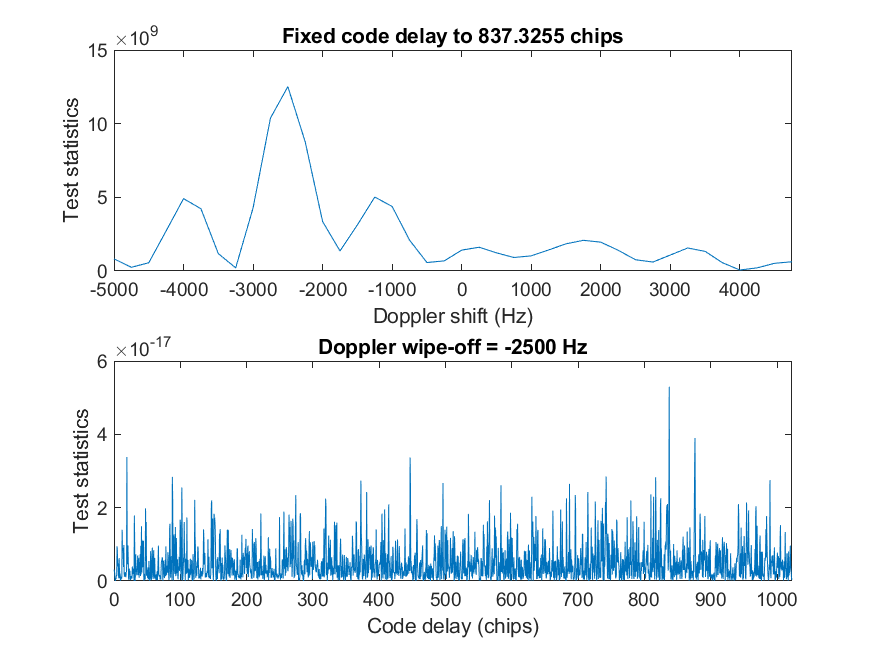 Fixed code delay to 837.3255 chips
×10^9
15
10
5
0
Test statistics
-5000 -4000 -3000 -2000 -1000 0 1000 2000 3000 4000
Doppler shift (Hz)
Doppler wipe-off = -2500 Hz
×10^-17
6
4
2
0
Test statistics
0 100 200 300 400 500 600 700 800 900 1000
Code delay (chips)